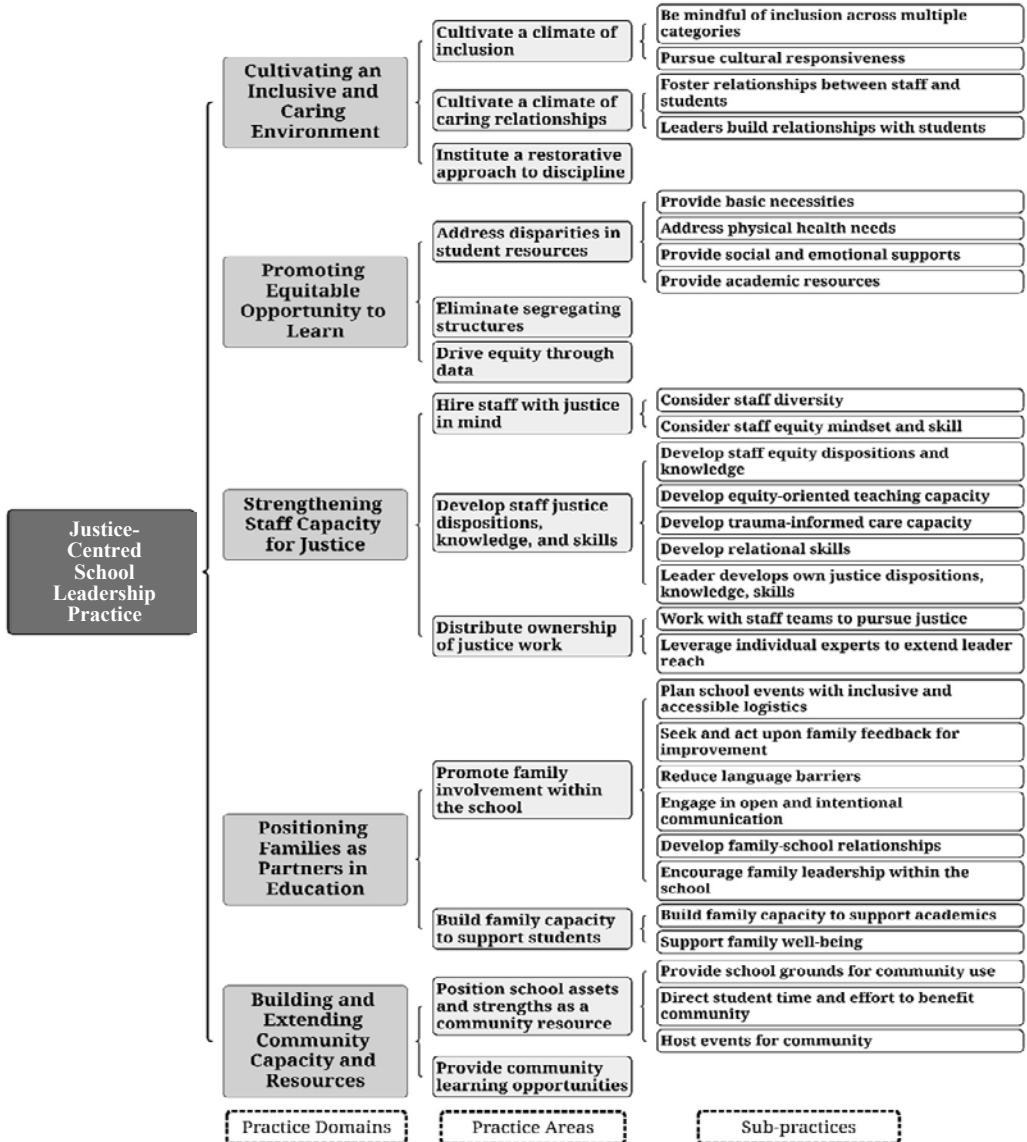 Justice-
Centred
School
Leadership
Practice
Cultivating an
Inclusive and
Caring
Environment
Cultivate a climate of
inclusion
Be mindful of inclusion across multiple
categories
Pursue cultural responsiveness
Cultivate a climate of
caring relationships
Foster relationships between staff and
students
Leaders build relationships with students
Institute a restorative
approach to discipline
Promoting
Equitable
Opportunity to
Learn
Address disparities in
student resources
Provide basic necessities
Address physical health needs
Provide social and emotional supports
Provide academic resources
Eliminate segregating
structures
Drive equity through
data
Strengthening
Staff Capacity
for Justice
Hire staff with justice
in mind
Consider staff diversity
Consider staff equity mindset and skill
Develop staff justice
dispositions,
knowledge, and skills
Develop staff equity dispositions and
knowledge
Develop equity-oriented teaching capacity
Develop trauma-informed care capacity
Develop relational skills
Leader develops own justice dispositions,
knowledge, skills
Distribute ownership
of justice work
Work with staff teams to pursue justice
Leverage individual experts to extend leader
reach
Positioning
Families as
Partners in
Education
Promote family
involvement within
the school
Plan school events with inclusive and
accessible logistics
Seek and act upon family feedback for
improvement
Reduce language barriers
Engage in open and intentional
communication
Develop family-school relationships
Encourage family leadership within the
school
Build family capacity
to support students
Build family capacity to support academics
Support family well-being
Building and
Extending
Community
Capacity and
Resources
Position school assets
and strengths as a
community resource
Provide school grounds for community use
Direct student time and effort to benefit
community
Host events for community
Provide community
learning opportunities
Practice Domains
Practice Areas
Sub-practices